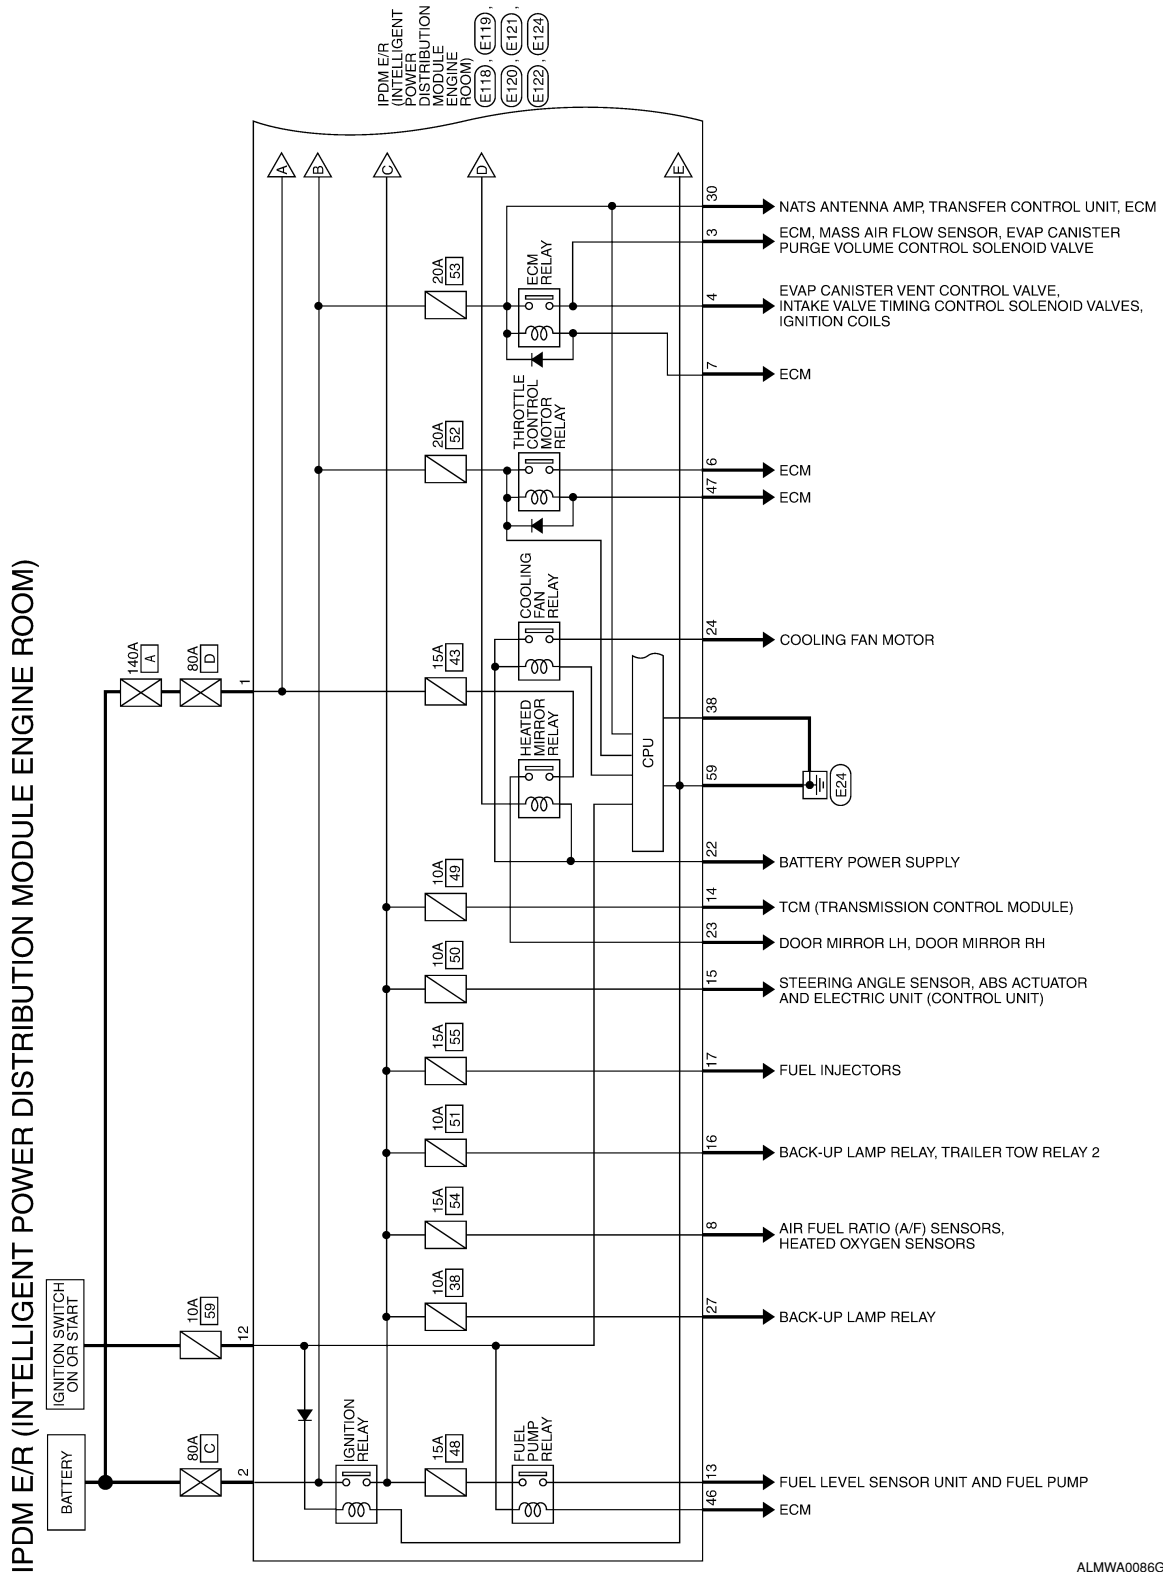 IPDM E/R (INTELLIGENT POWER DISTRIBUTION MODULE ENGINE ROOM)
IPDM E/R
(INTELLIGENT
POWER
DISTRIBUTION
MODULE
ENGINE
ROOM)
E118 , E119 ,
E120 , E121 ,
E122 , E124
A
B
C
D
E
30
NATS ANTENNA AMP, TRANSFER CONTROL UNIT, ECM
3
ECM, MASS AIR FLOW SENSOR, EVAP CANISTER
PURGE VOLUME CONTROL SOLENOID VALVE
20A
53
ECM
RELAY
4
EVAP CANISTER VENT CONTROL VALVE,
INTAKE VALVE TIMING CONTROL SOLENOID VALVES,
IGNITION COILS
7
ECM
20A
52
THROTTLE
CONTROL
MOTOR
RELAY
6
ECM
47
ECM
COOLING
FAN
RELAY
24
COOLING FAN MOTOR
140A
A
80A
D
1
15A
43
HEATED
MIRROR
RELAY
CPU
38
59
E24
22
BATTERY POWER SUPPLY
10A
49
14
TCM (TRANSMISSION CONTROL MODULE)
23
DOOR MIRROR LH, DOOR MIRROR RH
10A
50
15
STEERING ANGLE SENSOR, ABS ACTUATOR
AND ELECTRIC UNIT (CONTROL UNIT)
15A
55
17
FUEL INJECTORS
10A
51
16
BACK-UP LAMP RELAY, TRAILER TOW RELAY 2
15A
54
8
AIR FUEL RATIO (A/F) SENSORS,
HEATED OXYGEN SENSORS
10A
38
27
BACK-UP LAMP RELAY
IGNITION SWITCH
ON OR START
10A
59
12
BATTERY
80A
C
2
IGNITION
RELAY
15A
48
FUEL
PUMP
RELAY
13
FUEL LEVEL SENSOR UNIT AND FUEL PUMP
46
ECM
ALMWA0086G